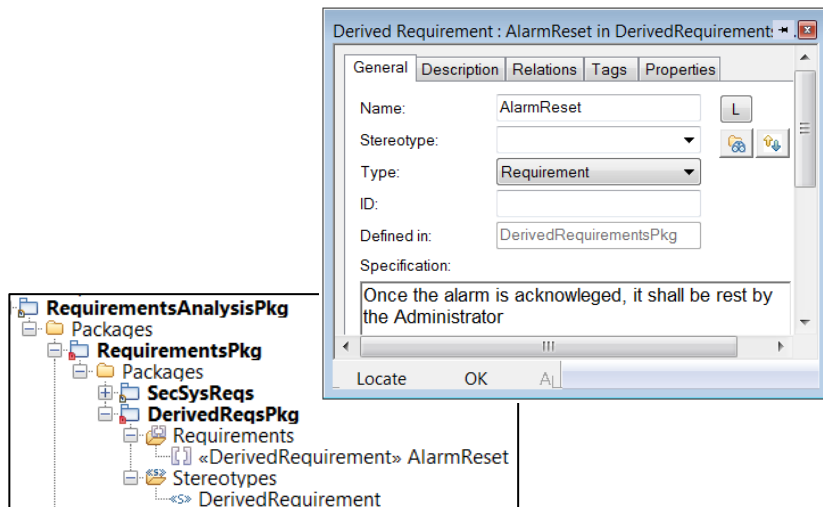 Derived Requirement : AlarmReset in DerivedRequirement
General Description Relations Tags Properties
Name: AlarmReset L
Stereotype:
Type: Requirement
ID:
Defined in: DerivedRequirementsPkg
Specification:
Once the alarm is acknowleged, it shall be rest by
the Administrator
Locate OK
RequirementsAnalysisPkg
Packages
RequirementsPkg
Packages
SecSysReqs
DerivedReqsPkg
Requirements
«DerivedRequirement» AlarmReset
Stereotypes
«S» DerivedRequirement